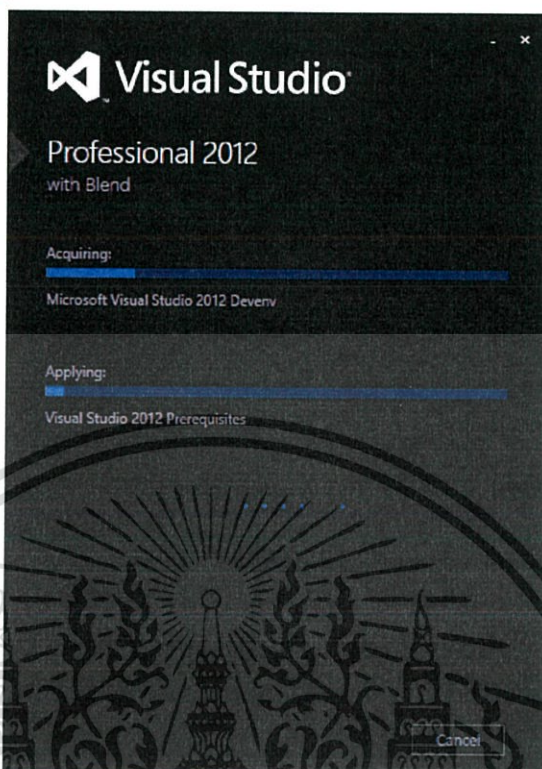 Visual Studio
Professional 2012
with Blend
Acquiring:
Microsoft Visual Studio 2012 Devenv
Applying:
Visual Studio 2012 Prerequisites
Cancel